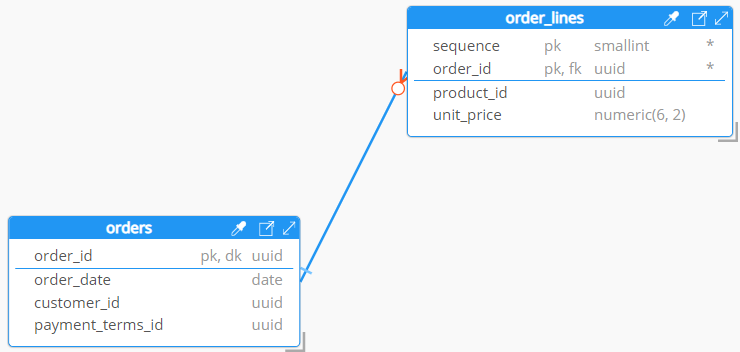 order_lines
sequence pk smallint *
order_id pk, fk uuid *
product_id uuid
unit_price numeric(6, 2)
orders
order_id pk, dk uuid
order_date date
customer_id uuid
payment_terms_id uuid